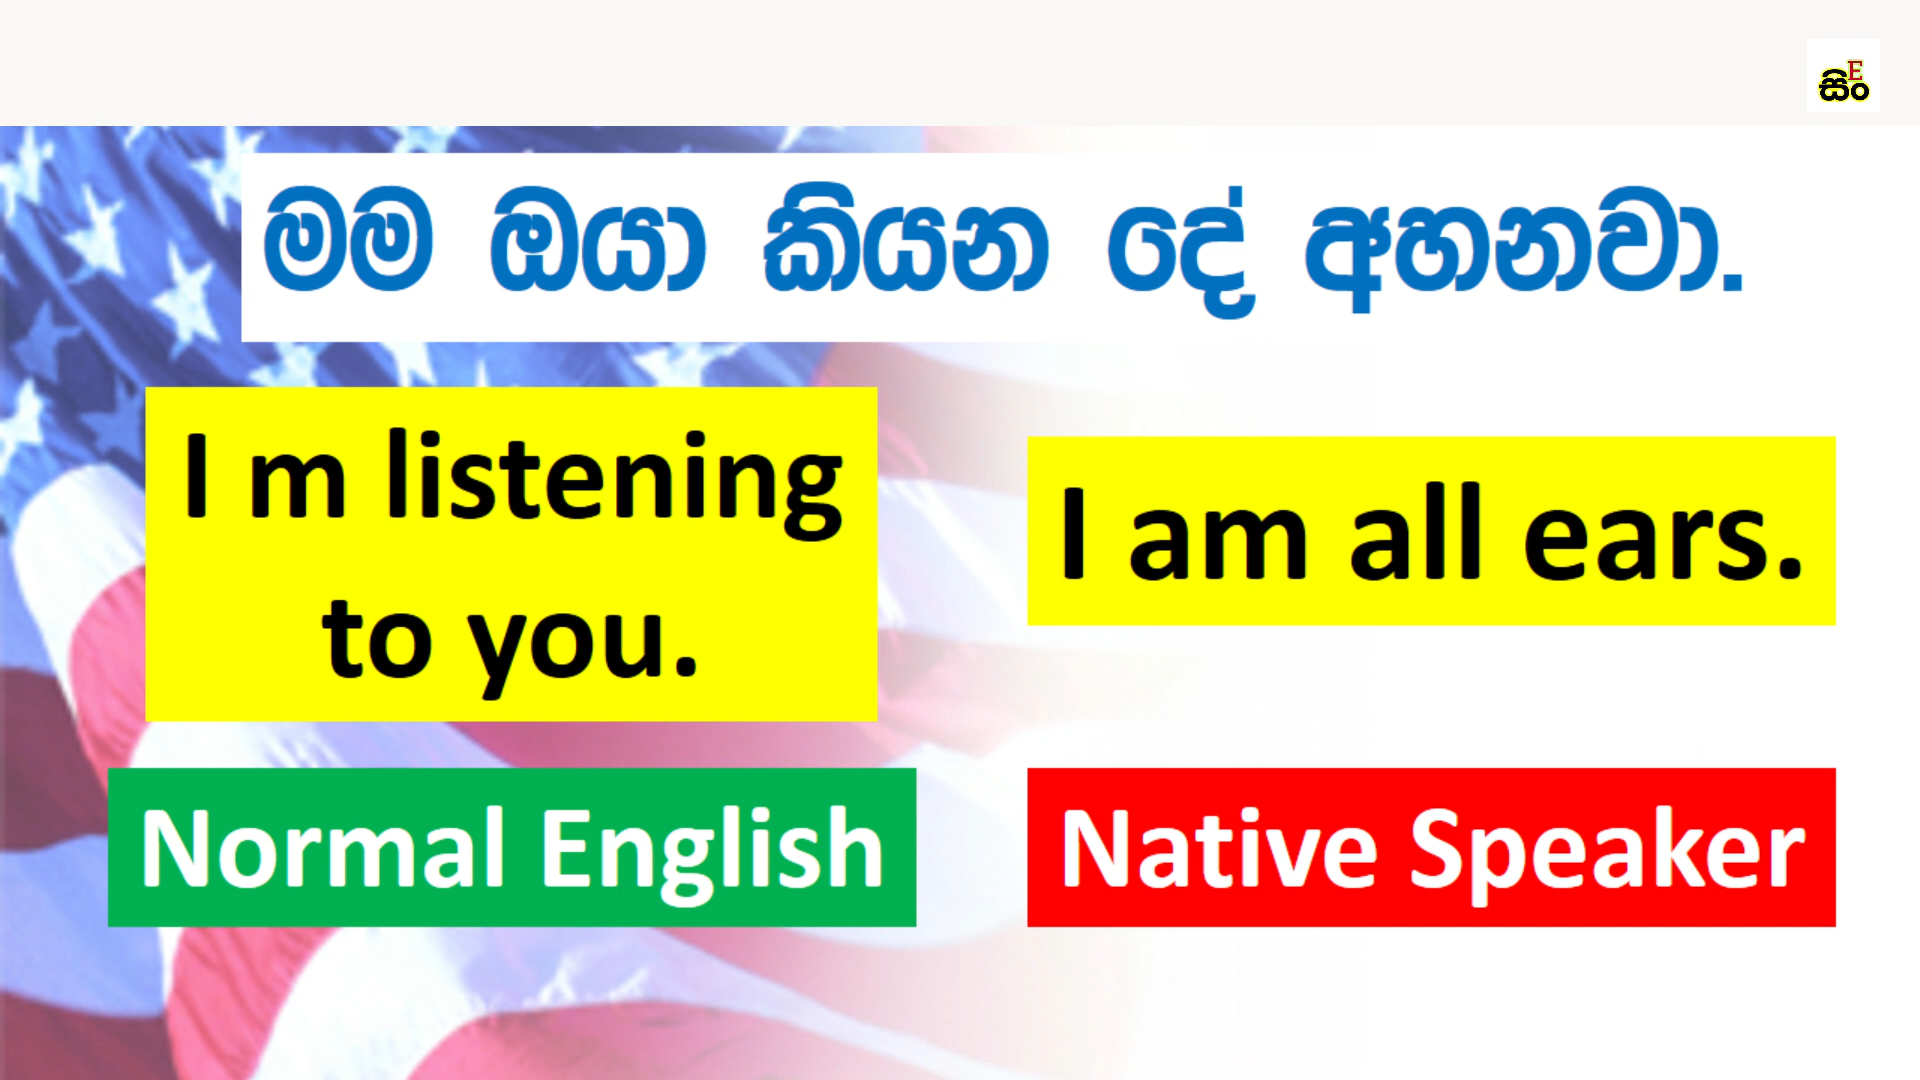 සිං
E
මම ඔයා කියන දේ අහනවා.
I m listening
to you.
I am all ears.
Normal English
Native Speaker